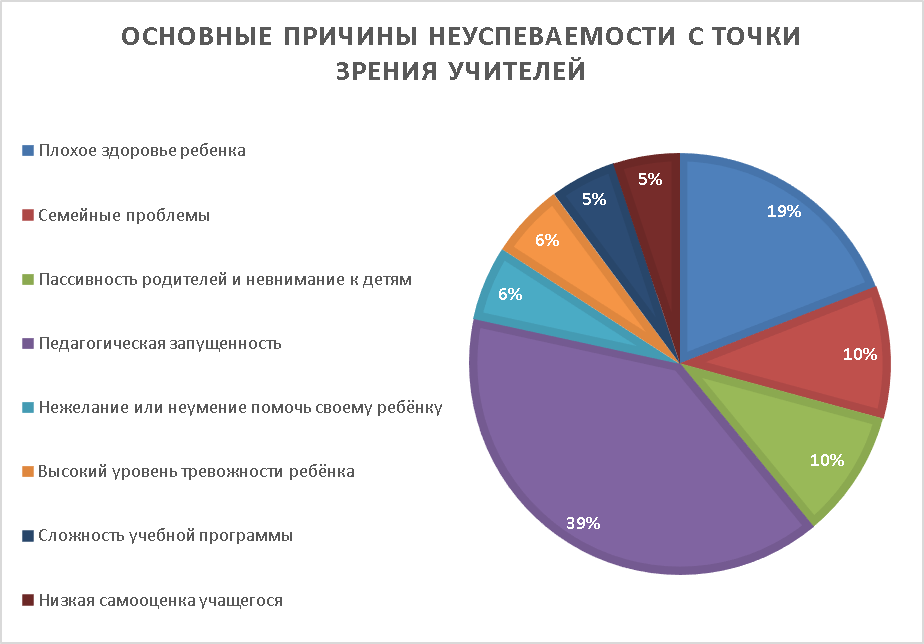 ОСНОВНЫЕ ПРИЧИНЫ НЕУСПЕВАЕМОСТИ С ТОЧКИ
ЗРЕНИЯ УЧИТЕЛЕЙ
Плохое здоровье ребенка
Семейные проблемы
Пассивность родителей и невнимание к детям
Педагогическая запущенность
Нежелание или неумение помочь своему ребёнку
Высокий уровень тревожности ребёнка
Сложность учебной программы
Низкая самооценка учащегося
19%
10%
10%
39%
6%
6%
5%
5%